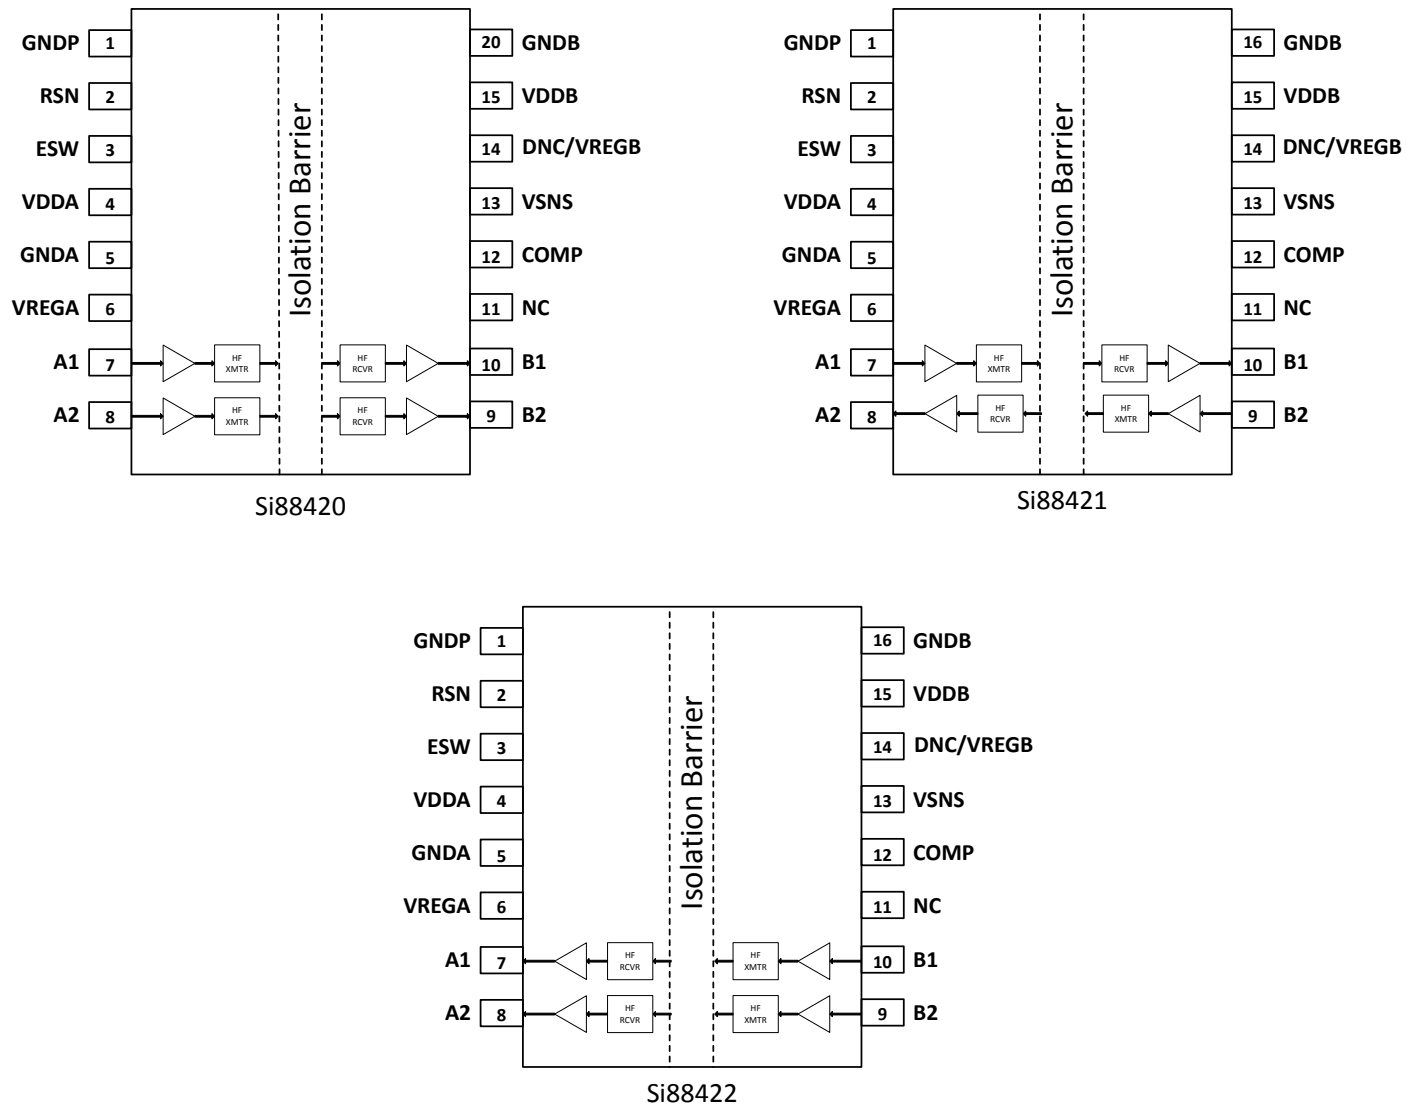 GNDP 1 20 GNDB
RSN 2 15 VDDB
ESW 3 14 DNC/VREGB
VDDA 4 13 VSNS
GNDA 5 12 COMP
VREGA 6 11 NC
A1 7 HF XMTR HF RCVR 10 B1
A2 8 HF XMTR HF RCVR 9 B2
Isolation Barrier
Si88420
GNDP 1 16 GNDB
RSN 2 15 VDDB
ESW 3 14 DNC/VREGB
VDDA 4 13 VSNS
GNDA 5 12 COMP
VREGA 6 11 NC
A1 7 HF XMTR HF RCVR 10 B1
A2 8 HF RCVR HF XMTR 9 B2
Isolation Barrier
Si88421
GNDP 1 16 GNDB
RSN 2 15 VDDB
ESW 3 14 DNC/VREGB
VDDA 4 13 VSNS
GNDA 5 12 COMP
VREGA 6 11 NC
A1 7 HF RCVR HF XMTR 10 B1
A2 8 HF RCVR HF XMTR 9 B2
Isolation Barrier
Si88422